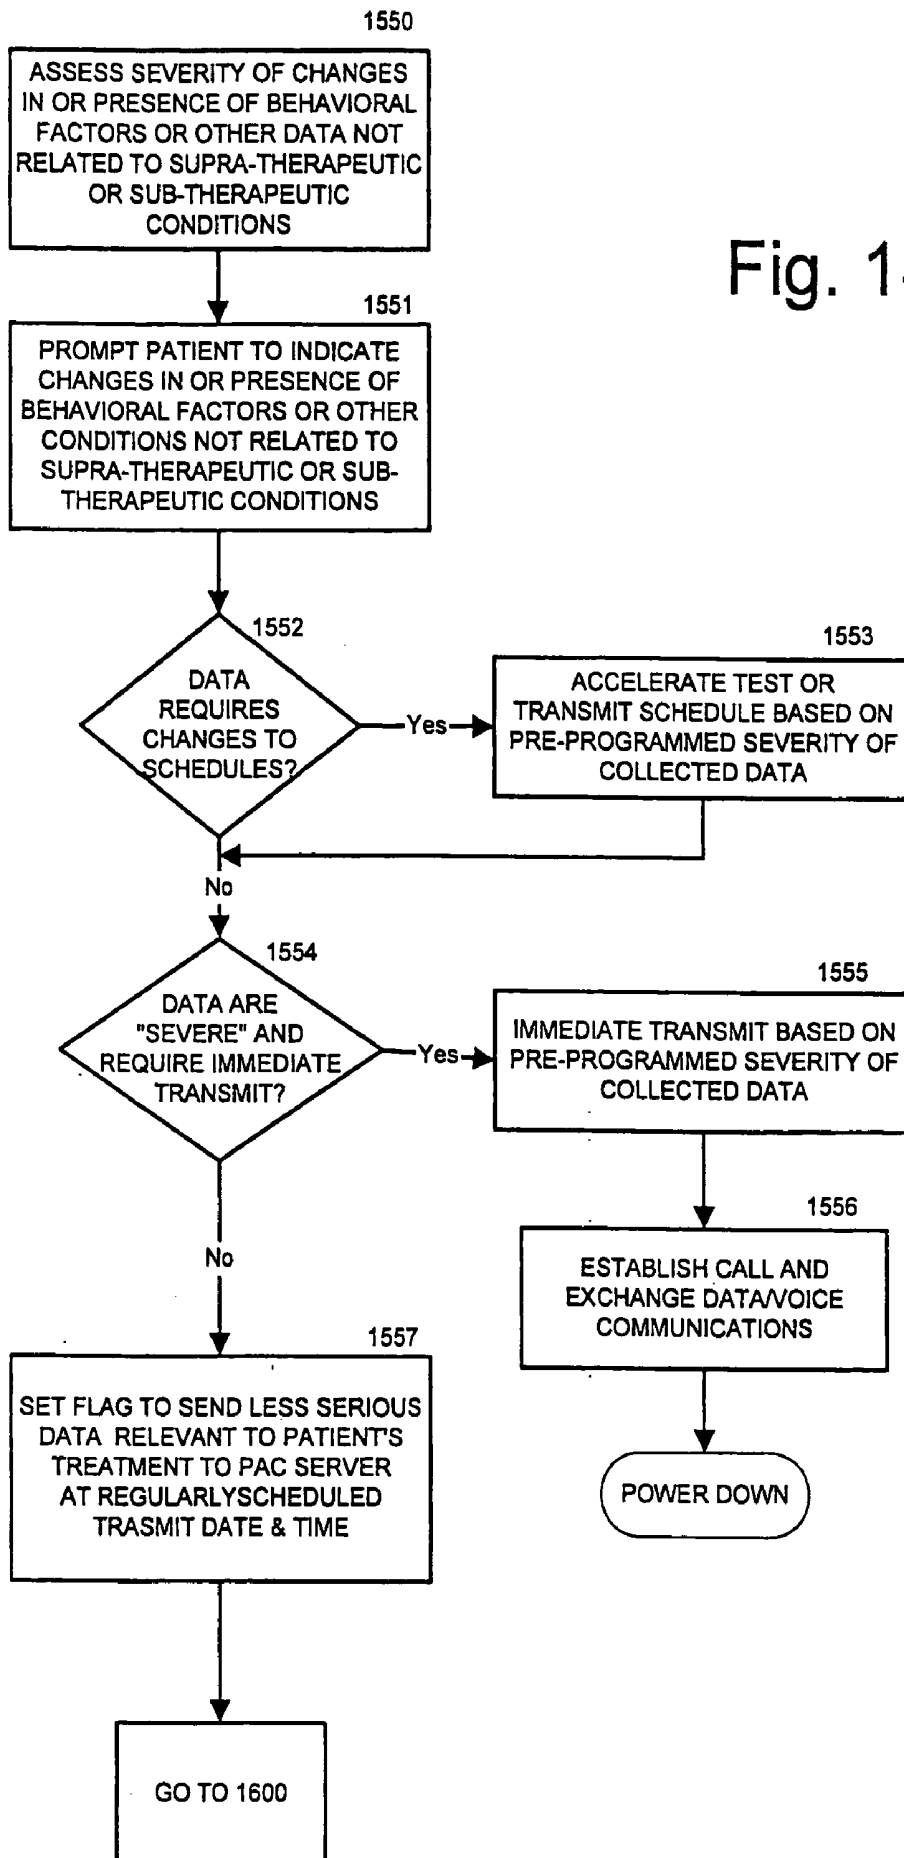 1550
ASSESS SEVERITY OF CHANGES
IN OR PRESENCE OF BEHAVIORAL
FACTORS OR OTHER DATA NOT
RELATED TO SUPRA-THERAPEUTIC
OR SUB-THERAPEUTIC
CONDITIONS
Fig. 1
1551
PROMPT PATIENT TO INDICATE
CHANGES IN OR PRESENCE OF
BEHAVIORAL FACTORS OR OTHER
CONDITIONS NOT RELATED TO
SUPRA-THERAPEUTIC OR SUB-
THERAPEUTIC CONDITIONS
1552
DATA
REQUIRES
CHANGES TO
SCHEDULES?
Yes
1553
ACCELERATE TEST OR
TRANSMIT SCHEDULE BASED ON
PRE-PROGRAMMED SEVERITY OF
COLLECTED DATA
No
1554
DATA ARE
"SEVERE" AND
REQUIRE IMMEDIATE
TRANSMIT?
Yes
1555
IMMEDIATE TRANSMIT BASED ON
PRE-PROGRAMMED SEVERITY OF
COLLECTED DATA
1556
ESTABLISH CALL AND
EXCHANGE DATA/VOICE
COMMUNICATIONS
POWER DOWN
No
1557
SET FLAG TO SEND LESS SERIOUS
DATA RELEVANT TO PATIENT'S
TREATMENT TO PAC SERVER
AT REGULARLYSCHEDULED
TRASMIT DATE & TIME
GO TO 1600